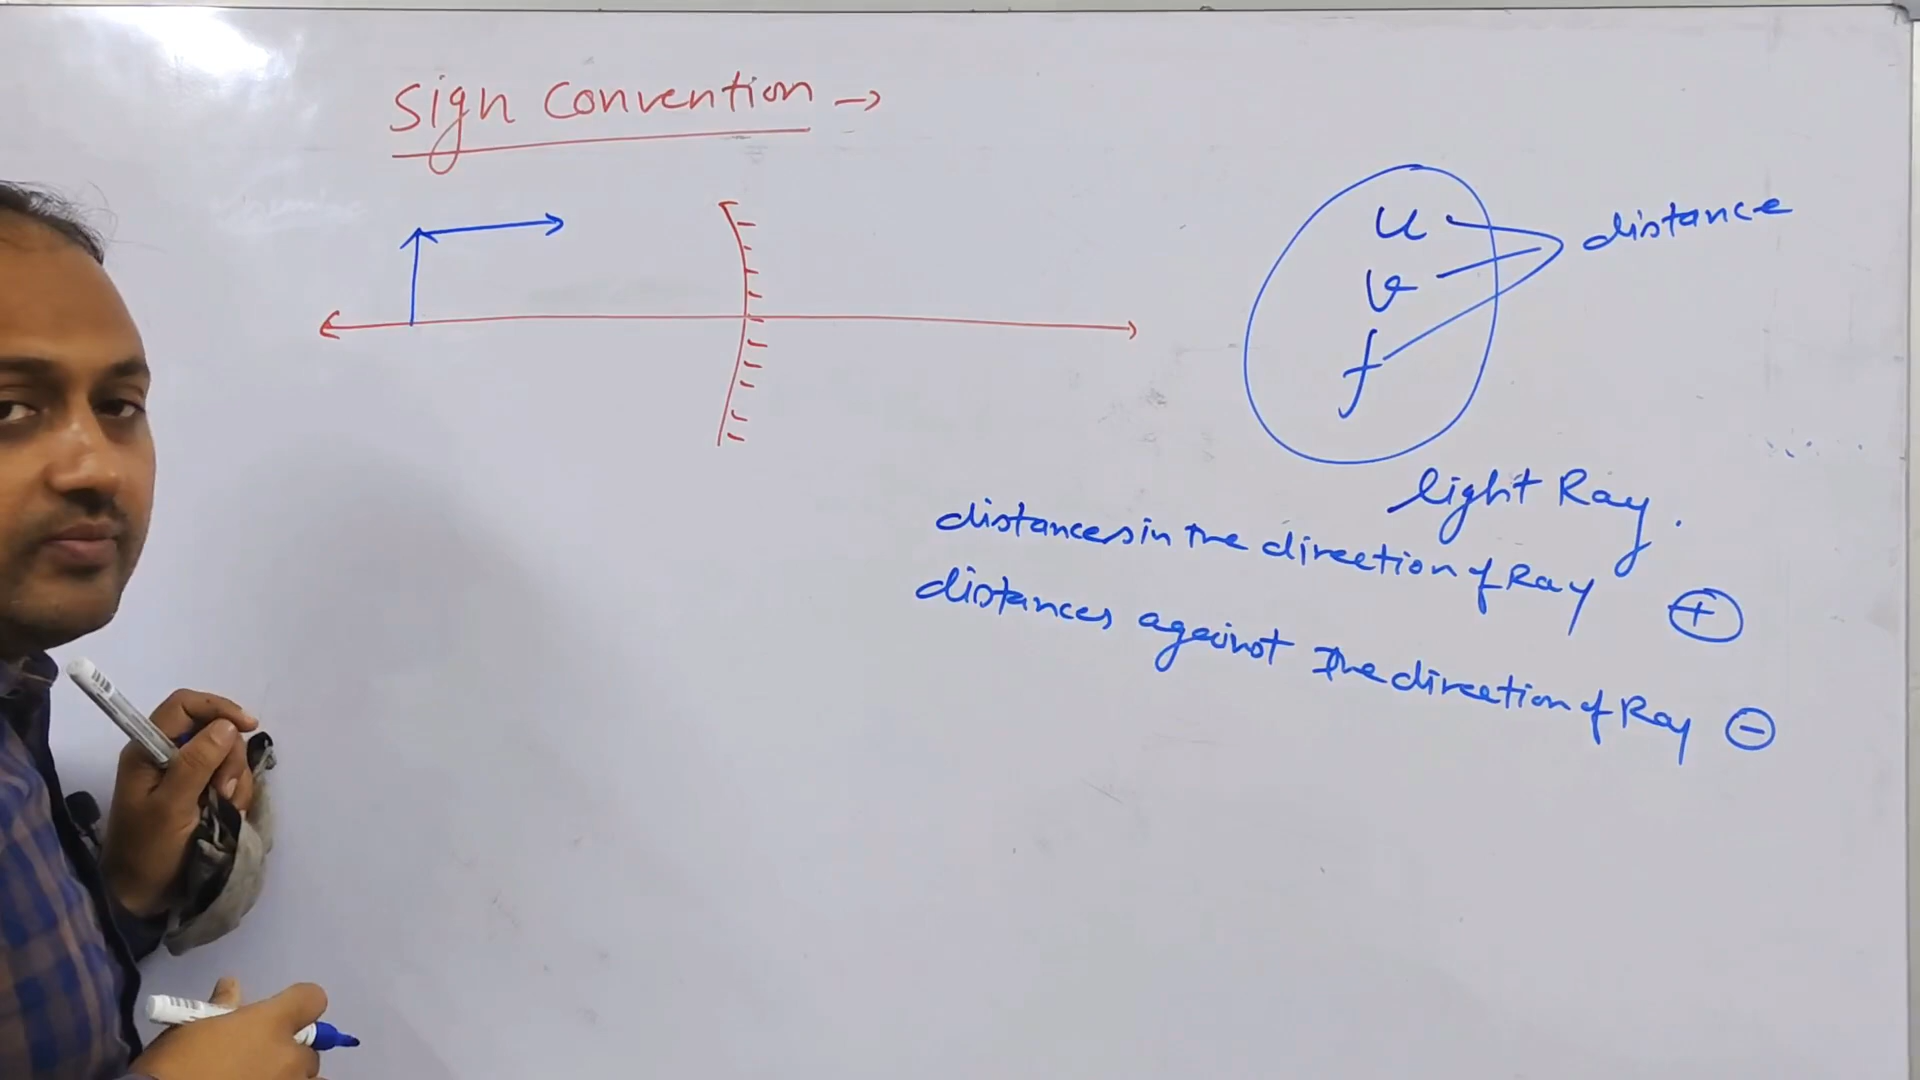 Sign Convention →
u
v
f
distance
light Ray.
distances in the direction of Ray +
distances against the direction of Ray -